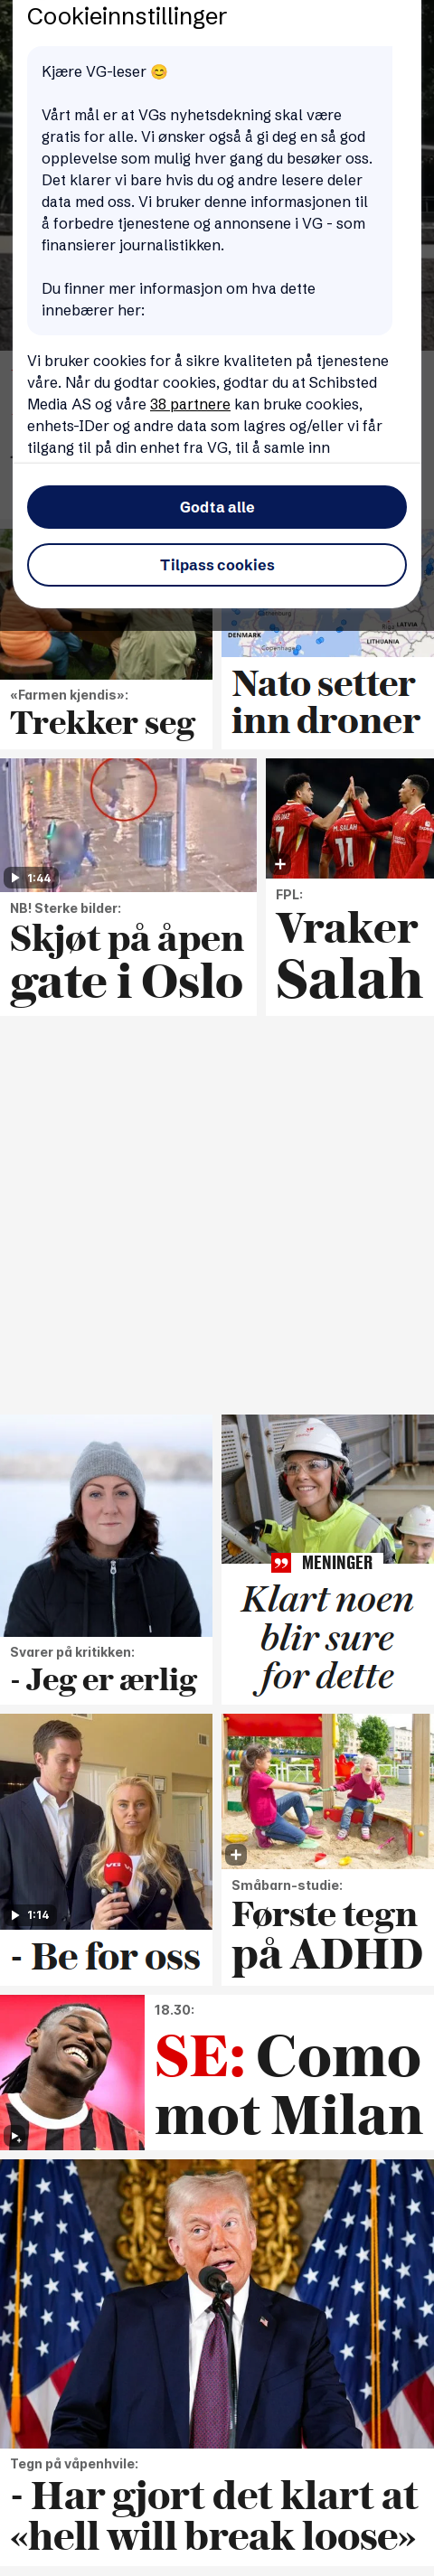 Cookieinnstillinger
Kjære VG-leser 😊
Vårt mål er at VGs nyhetsdekning skal være
gratis for alle. Vi ønsker også å gi deg en så god
opplevelse som mulig hver gang du besøker oss.
Det klarer vi bare hvis du og andre lesere deler
data med oss. Vi bruker denne informasjonen til
å forbedre tjenestene og annonsene i VG - som
finansierer journalistikken.
Du finner mer informasjon om hva dette
innebærer her:
Vi bruker cookies for å sikre kvaliteten på tjenestene
våre. Når du godtar cookies, godtar du at Schibsted
Media AS og våre 38 partnere kan bruke cookies,
enhets-IDer og andre data som lagres og/eller vi får
tilgang til på din enhet fra VG, til å samle inn
Godta alle
Tilpass cookies
LATVIA
DENMARK
Copenhagen
LITHUANIA
«Farmen kjendis»:
Trekker seg
Nato setter
inn droner
1:44
NB! Sterke bilder:
Skjøt på åpen
gate i Oslo
7
M.SALAH
11
FPL:
Vraker
Salah
Svarer på kritikken:
- Jeg er ærlig
MENINGER
Klart noen
blir sure
for dette
VG
1:14
- Be for oss
Småbarn-studie:
Første tegn
på ADHD
18.30:
SE: Como
mot Milan
Tegn på våpenhvile:
- Har gjort det klart at
«hell will break loose»